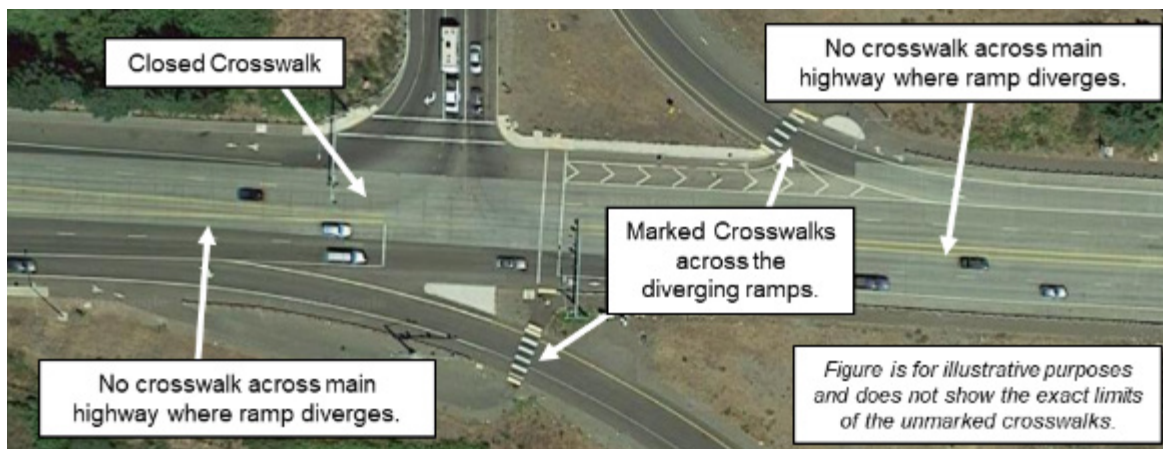 Closed Crosswalk
No crosswalk across main
highway where ramp diverges.
Marked Crosswalks
across the
diverging ramps.
No crosswalk across main
highway where ramp diverges.
Figure is for illustrative purposes
and does not show the exact limits
of the unmarked crosswalks.